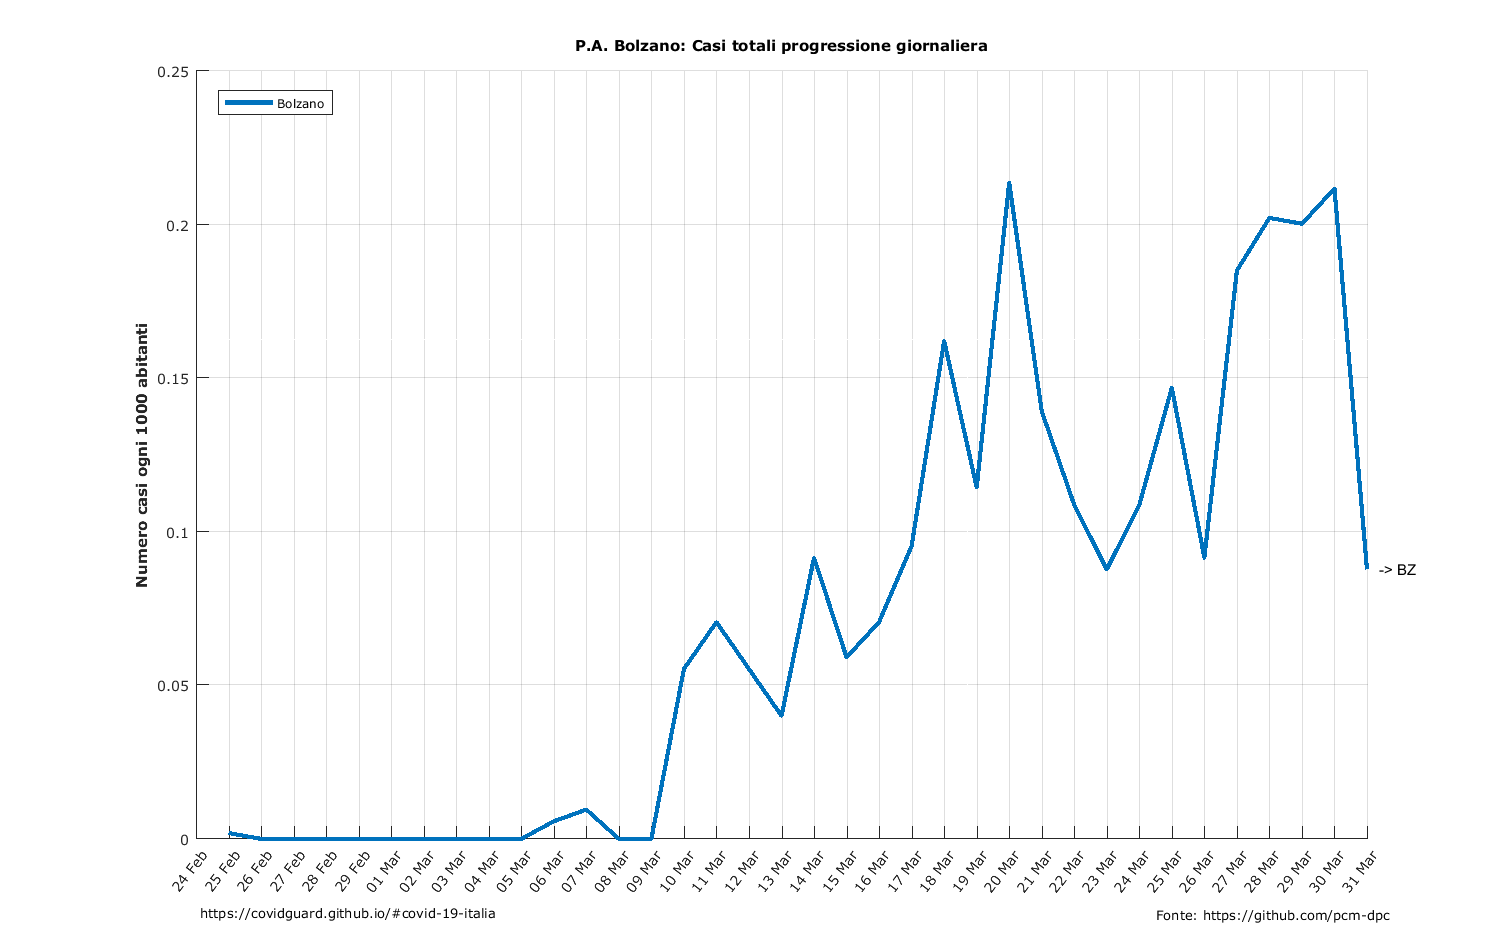 P.A. Bolzano: Casi totali progressione giornaliera
0.25
0.2
0.15
0.1
0.05
0
Numero casi ogni 1000 abitanti
Bolzano
-> BZ
24 Feb
25 Feb
26 Feb
27 Feb
28 Feb
29 Feb
01 Mar
02 Mar
03 Mar
04 Mar
05 Mar
06 Mar
07 Mar
08 Mar
09 Mar
10 Mar
11 Mar
12 Mar
13 Mar
14 Mar
15 Mar
16 Mar
17 Mar
18 Mar
19 Mar
20 Mar
21 Mar
22 Mar
23 Mar
24 Mar
25 Mar
26 Mar
27 Mar
28 Mar
29 Mar
30 Mar
31 Mar
https://covidguard.github.io/#covid-19-italia
Fonte: https://github.com/pcm-dpc